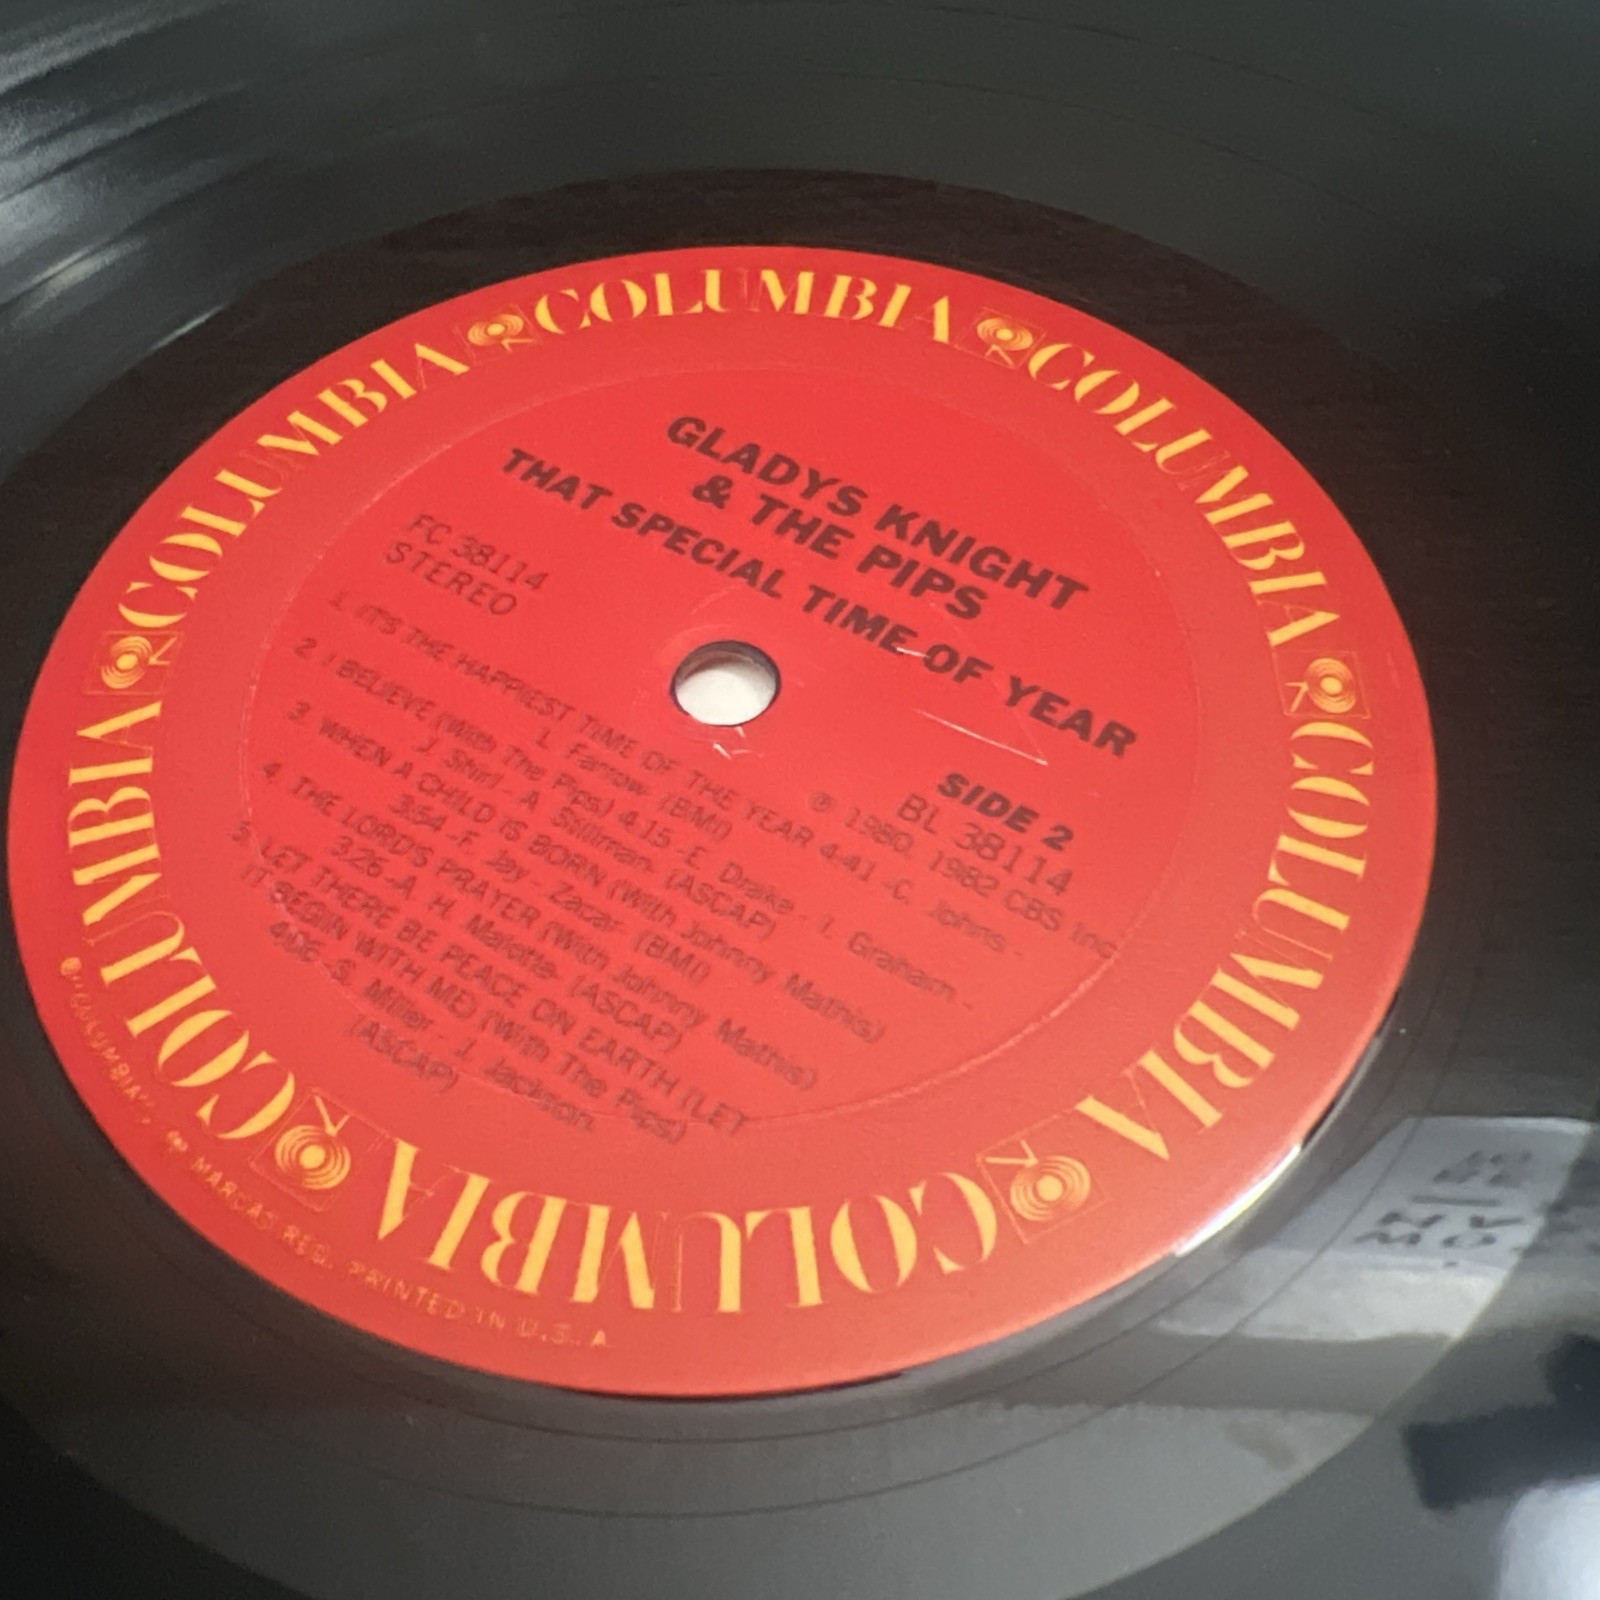 COLUMBIA COLUMBIA COLUMBIA COLUMBIA COLUMBIA COLUMBIA
GLADYS KNIGHT
& THE PIPS
THAT SPECIAL TIME OF YEAR
FC 38114
STEREO
SIDE 2
BL 38114
℗ 1980, 1982 CBS Inc.
1. IT'S THE HAPPIEST TIME OF THE YEAR 4:41 -C. Johns -
L. Farrow (BMI)
2. I BELIEVE (With The Pips) 4:15 -E. Drake - I. Graham -
J. Shirl - A. Stillman (ASCAP)
3. WHEN A CHILD IS BORN (With Johnny Mathis)
3:54 -F. Jay - Zacar (BMI)
4. THE LORD'S PRAYER (With Johnny Mathis)
3:26 -A. H. Malotte (ASCAP)
5. LET THERE BE PEACE ON EARTH (LET
IT BEGIN WITH ME) (With The Pips)
4:06 -S. Miller - J. Jackson
(ASCAP)
"COLUMBIA", MARCAS REG. PRINTED IN U.S.A.